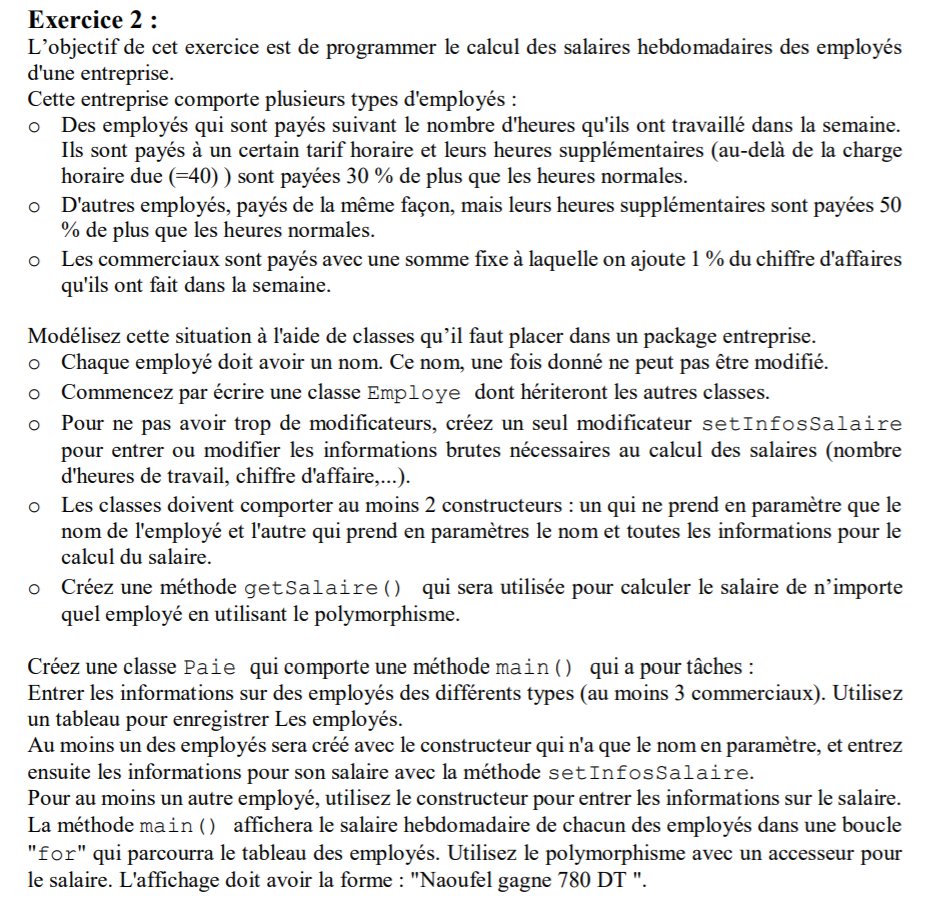 Exercice 2 :
L’objectif de cet exercice est de programmer le calcul des salaires hebdomadaires des employés
d'une entreprise.
Cette entreprise comporte plusieurs types d'employés :
o Des employés qui sont payés suivant le nombre d'heures qu'ils ont travaillé dans la semaine.
Ils sont payés à un certain tarif horaire et leurs heures supplémentaires (au-delà de la charge
horaire due (=40) ) sont payées 30 % de plus que les heures normales.
o D'autres employés, payés de la même façon, mais leurs heures supplémentaires sont payées 50
% de plus que les heures normales.
o Les commerciaux sont payés avec une somme fixe à laquelle on ajoute 1 % du chiffre d'affaires
qu'ils ont fait dans la semaine.
Modélisez cette situation à l'aide de classes qu’il faut placer dans un package entreprise.
o Chaque employé doit avoir un nom. Ce nom, une fois donné ne peut pas être modifié.
o Commencez par écrire une classe Employe dont hériteront les autres classes.
o Pour ne pas avoir trop de modificateurs, créez un seul modificateur setInfosSalaire
pour entrer ou modifier les informations brutes nécessaires au calcul des salaires (nombre
d'heures de travail, chiffre d'affaire,...).
o Les classes doivent comporter au moins 2 constructeurs : un qui ne prend en paramètre que le
nom de l'employé et l'autre qui prend en paramètres le nom et toutes les informations pour le
calcul du salaire.
o Créez une méthode getSalaire() qui sera utilisée pour calculer le salaire de n’importe
quel employé en utilisant le polymorphisme.
Créez une classe Paie qui comporte une méthode main() qui a pour tâches :
Entrer les informations sur des employés des différents types (au moins 3 commerciaux). Utilisez
un tableau pour enregistrer Les employés.
Au moins un des employés sera créé avec le constructeur qui n'a que le nom en paramètre, et entrez
ensuite les informations pour son salaire avec la méthode setInfosSalaire.
Pour au moins un autre employé, utilisez le constructeur pour entrer les informations sur le salaire.
La méthode main() affichera le salaire hebdomadaire de chacun des employés dans une boucle
"for" qui parcourra le tableau des employés. Utilisez le polymorphisme avec un accesseur pour
le salaire. L'affichage doit avoir la forme : "Naoufel gagne 780 DT ".